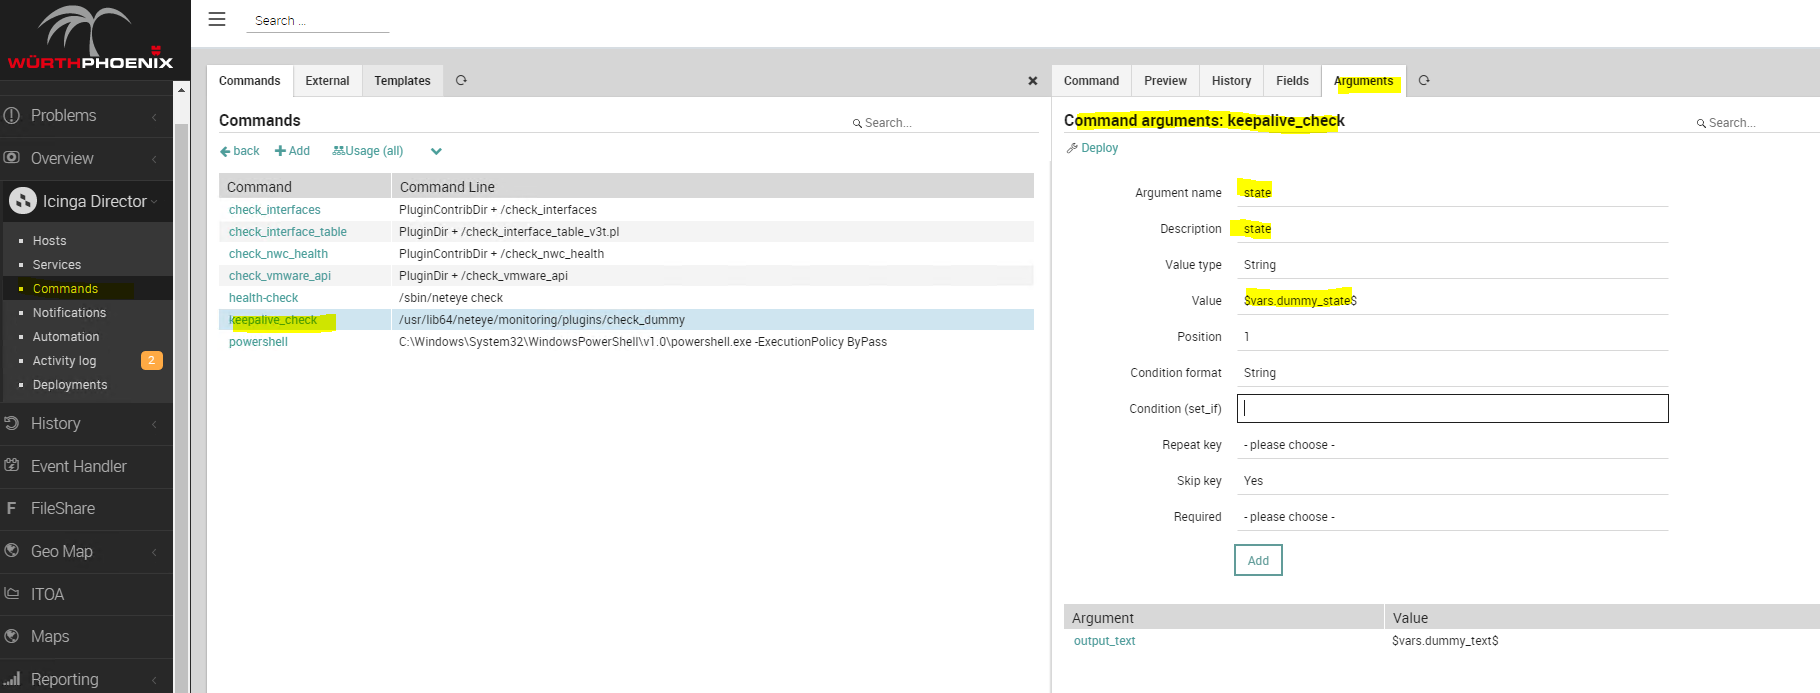 WÜRTHPHOENIX
Search ...
Problems
Overview
Icinga Director
Hosts
Services
Commands
Notifications
Automation
Activity log 2
Deployments
History
Event Handler
F FileShare
Geo Map
ITOA
Maps
Reporting
Commands External Templates
Commands
Search...
back Add Usage (all)
Command Command Line
check_interfaces PluginContribDir + /check_interfaces
check_interface_table PluginDir + /check_interface_table_v3t.pl
check_nwc_health PluginContribDir + /check_nwc_health
check_vmware_api PluginDir + /check_vmware_api
health-check /sbin/neteye check
keepalive_check /usr/lib64/neteye/monitoring/plugins/check_dummy
powershell C:\Windows\System32\WindowsPowerShell\v1.0\powershell.exe -ExecutionPolicy ByPass
Command Preview History Fields Arguments
Command arguments: keepalive_check
Search...
Deploy
Argument name state
Description state
Value type String
Value $vars.dummy_state$
Position 1
Condition format String
Condition (set_if)
Repeat key - please choose -
Skip key Yes
Required - please choose -
Add
Argument Value
output_text $vars.dummy_text$